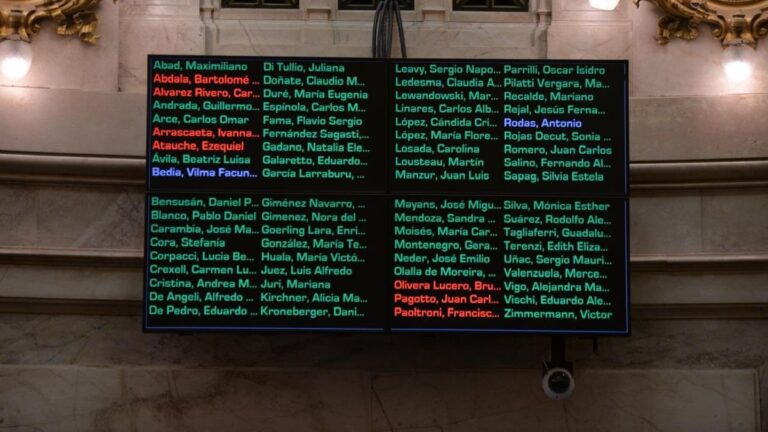 Abad, Maximiliano
Abdala, Bartolomé ...
Alvarez Rivero, Car...
Andrada, Guillermo...
Arce, Carlos Omar
Arrascaeta, Ivanna...
Atauche, Ezequiel
Ávila, Beatriz Luisa
Bedia, Vilma Facun...
Di Tullio, Juliana
Doñate, Claudio M...
Duré, María Eugenia
Espínola, Carlos M...
Fama, Flavio Sergio
Fernández Sagasti,...
Gadano, Natalia Ele...
Galaretto, Eduardo...
García Larraburu, ...
Leavy, Sergio Napo...
Ledesma, Claudia A...
Lewandowski, Mar...
Linares, Carlos Alb...
López, Cándida Cri...
López, María Flore...
Losada, Carolina
Lousteau, Martín
Manzur, Juan Luis
Parrilli, Oscar Isidro
Pilatti Vergara, Ma...
Recalde, Mariano
Rejal, Jesús Ferna...
Rodas, Antonio
Rojas Decut, Sonia ...
Romero, Juan Carlos
Salino, Fernando Al...
Sapag, Silvia Estela
Bensusán, Daniel P...
Blanco, Pablo Daniel
Carambia, José Ma...
Cora, Stefanía
Corpacci, Lucia Be...
Crexell, Carmen Lu...
Cristina, Andrea M...
De Angeli, Alfredo ...
De Pedro, Eduardo ...
Giménez Navarro, ...
Gimenez, Nora del ...
Goerling Lara, Enri...
González, María Te...
Huala, María Victó...
Juez, Luis Alfredo
Juri, Mariana
Kirchner, Alicia Ma...
Kroneberger, Dani...
Mayans, José Migu...
Mendoza, Sandra ...
Moisés, María Car...
Montenegro, Gera...
Neder, José Emilio
Olalla de Moreira, ...
Olivera Lucero, Bru...
Pagotto, Juan Carl...
Paoltroni, Francisc...
Silva, Mónica Esther
Suárez, Rodolfo Ale...
Tagliaferri, Guadalu...
Terenzi, Edith Eliza...
Uñac, Sergio Mauri...
Valenzuela, Merce...
Vigo, Alejandra Ma...
Vischi, Eduardo Ale...
Zimmermann, Víctor